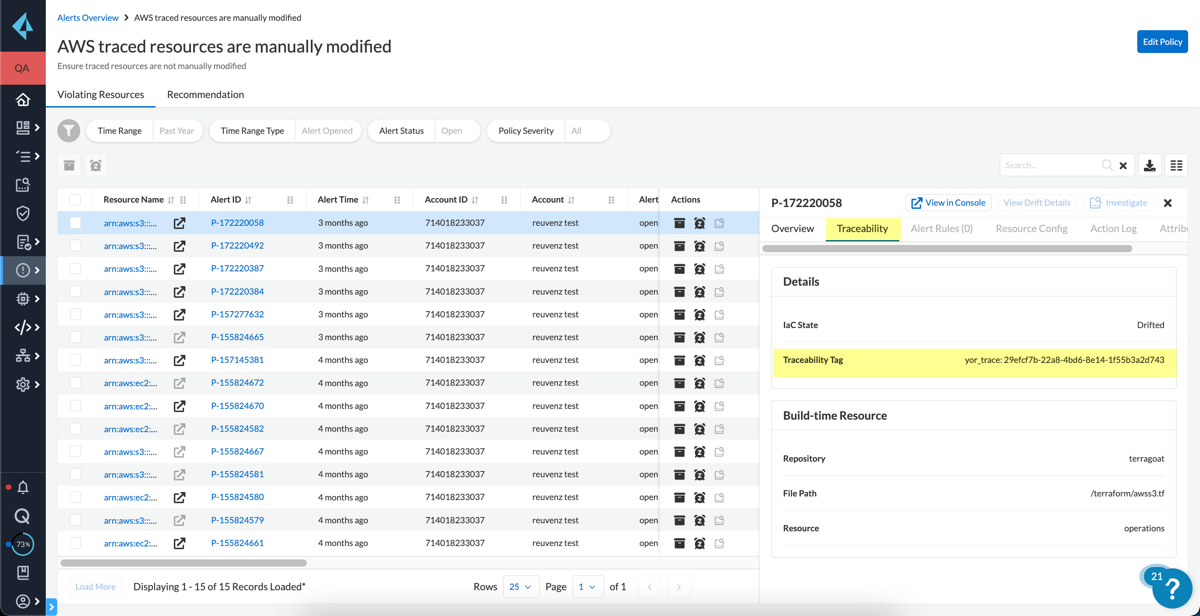 Alerts Overview > AWS traced resources are manually modified
AWS traced resources are manually modified
Edit Policy
Ensure traced resources are not manually modified
QA
Violating Resources Recommendation
Time Range Past Year Time Range Type Alert Opened Alert Status Open Policy Severity All
Search...
Resource Name Alert ID Alert Time Account ID Account Alert Actions
arn:aws:s3:::... P-172220058 3 months ago 714018233037 reuvenz test open
arn:aws:s3:::... P-172220492 3 months ago 714018233037 reuvenz test open
arn:aws:s3:::... P-172220387 3 months ago 714018233037 reuvenz test open
arn:aws:s3:::... P-172220384 3 months ago 714018233037 reuvenz test open
arn:aws:s3:::... P-157277632 3 months ago 714018233037 reuvenz test open
arn:aws:s3:::... P-155824665 3 months ago 714018233037 reuvenz test open
arn:aws:s3:::... P-157145381 4 months ago 714018233037 reuvenz test open
arn:aws:ec2:... P-155824672 4 months ago 714018233037 reuvenz test open
arn:aws:ec2:... P-155824670 4 months ago 714018233037 reuvenz test open
arn:aws:ec2:... P-155824582 4 months ago 714018233037 reuvenz test open
arn:aws:s3:::... P-155824667 4 months ago 714018233037 reuvenz test open
arn:aws:s3:::... P-155824581 4 months ago 714018233037 reuvenz test open
arn:aws:ec2:... P-155824580 4 months ago 714018233037 reuvenz test open
arn:aws:s3:::... P-155824579 4 months ago 714018233037 reuvenz test open
arn:aws:ec2:... P-155824661 4 months ago 714018233037 reuvenz test open
Load More Displaying 1 - 15 of 15 Records Loaded* Rows 25 Page 1 of 1
73%
P-172220058 View in Console View Drift Details Investigate
Overview Traceability Alert Rules (0) Resource Config Action Log Attribu
Details
IaC State Drifted
Traceability Tag yor_trace: 29efcf7b-22a8-4bd6-8e14-1f55b3a2d743
Build-time Resource
Repository terragoat
File Path /terraform/awss3.tf
Resource operations
21
?